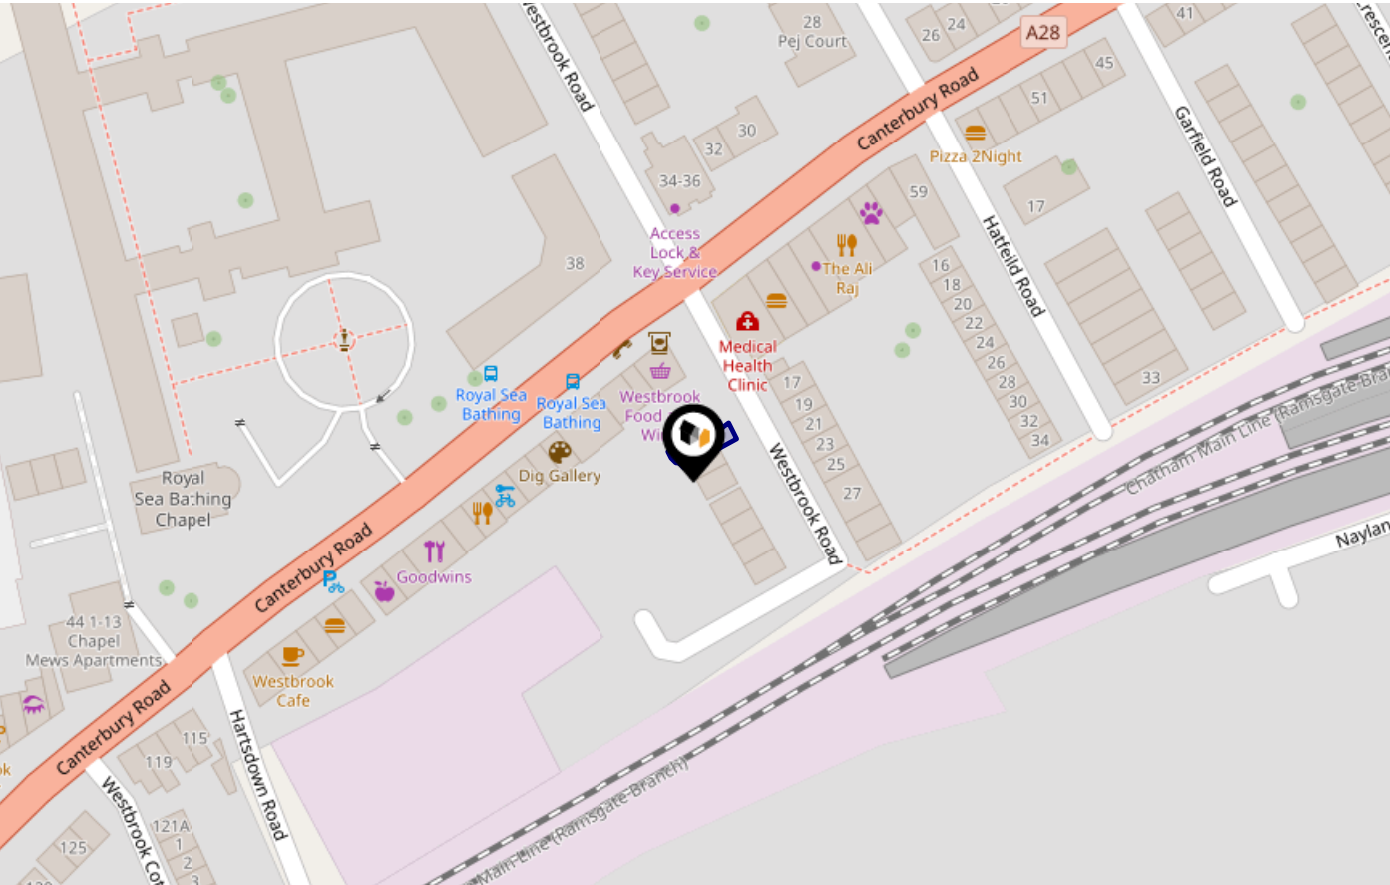 Westbrook Road
28
Pej Court
26
24
A28
41
45
51
Canterbury Road
Pizza 2Night
Garfield Road
30
32
34-36
59
17
Access
Lock &
Key Service
Hatfeild Road
38
The Ali
Raj
16
18
20
22
24
26
28
30
32
34
33
Medical
Health
Clinic
Royal Sea
Bathing
Royal Sea
Bathing
Westbrook
Food
17
19
21
23
25
27
Westbrook Road
Chatham Main Line (Ramsgate Branch)
Dig Gallery
Royal
Sea Bathing
Chapel
Canterbury Road
Goodwins
44 1-13
Chapel
Mews Apartments
Westbrook
Cafe
Canterbury Road
Hartsdown Road
115
119
121A
1
2
3
125
Main Line (Ramsgate Branch)